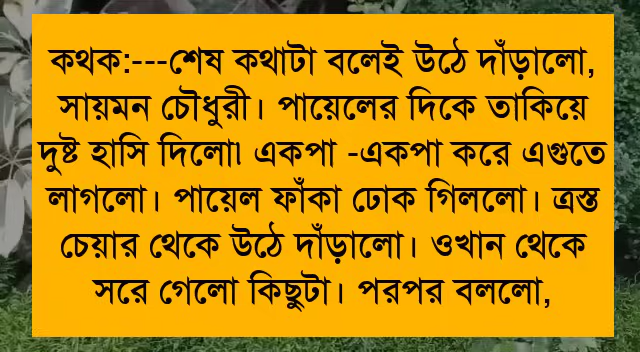 কথক:---শেষ কথাটা বলেই উঠে দাঁড়ালো,
সায়মন চৌধুরী। পায়েলের দিকে তাকিয়ে
দুষ্ট হাসি দিলো৷ একপা -একপা করে এগুতে
লাগলো। পায়েল ফাঁকা ঢোক গিললো। ত্রস্ত
চেয়ার থেকে উঠে দাঁড়ালো। ওখান থেকে
সরে গেলো কিছুটা। পরপর বললো,